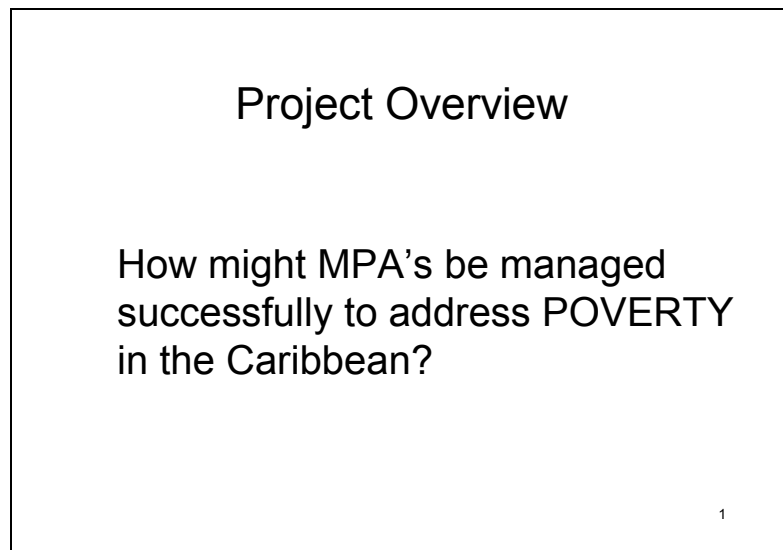 Project Overview
How might MPA’s be managed
successfully to address POVERTY
in the Caribbean?
1